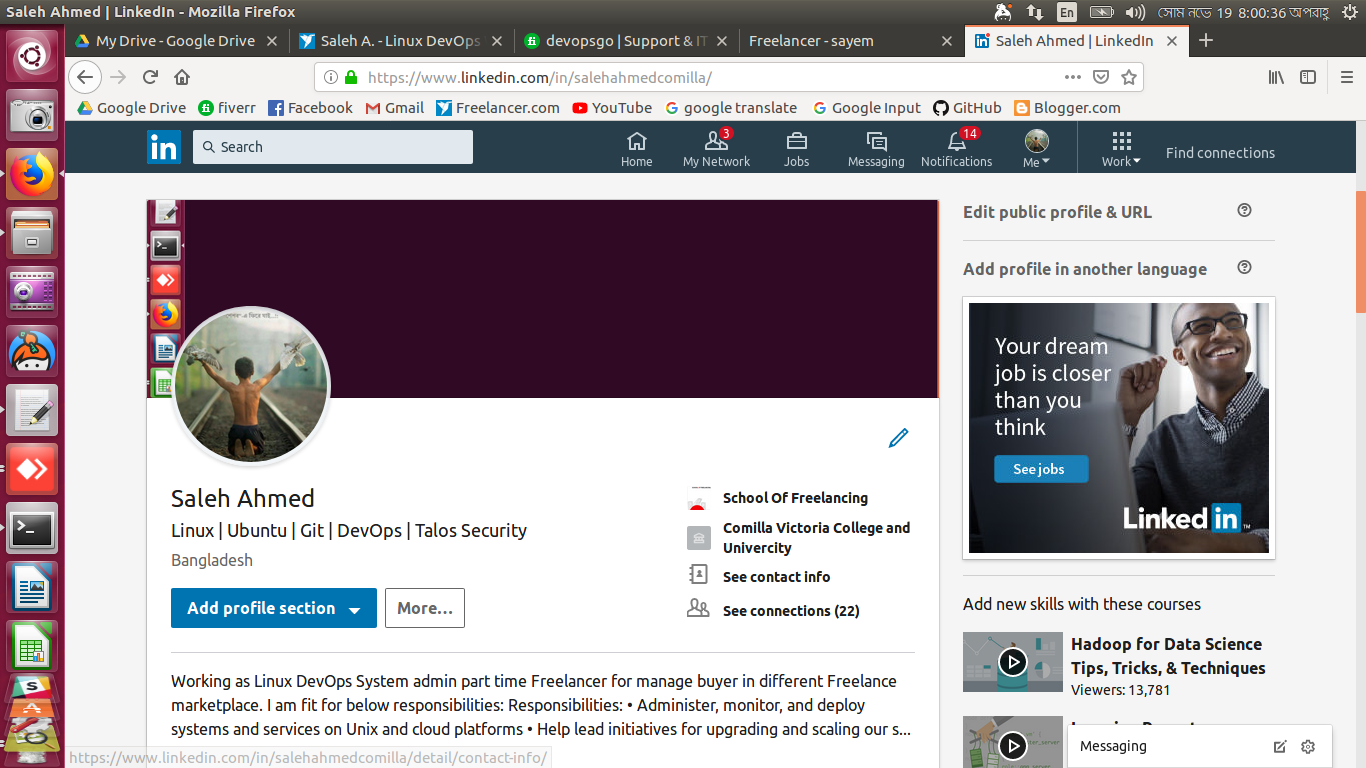 Saleh Ahmed | LinkedIn - Mozilla Firefox
En
সোম নভে 19 8:00:36 অপরাহ্ণ
My Drive - Google Drive
Saleh A. - Linux DevOps
devopsgo | Support & IT
Freelancer - sayem
Saleh Ahmed | LinkedIn
https://www.linkedin.com/in/salehahmedcomilla/
Google Drive
fiverr
Facebook
Gmail
Freelancer.com
YouTube
google translate
Google Input
GitHub
Blogger.com
in
Search
Home
3
My Network
Jobs
Messaging
14
Notifications
Me
Work
Find connections
Saleh Ahmed
Linux | Ubuntu | Git | DevOps | Talos Security
Bangladesh
Add profile section
More...
School Of Freelancing
Comilla Victoria College and
Univercity
See contact info
See connections (22)
Working as Linux DevOps System admin part time Freelancer for manage buyer in different Freelance
marketplace. I am fit for below responsibilities: Responsibilities: • Administer, monitor, and deploy
systems and services on Unix and cloud platforms • Help lead initiatives for upgrading and scaling our s...
Edit public profile & URL
Add profile in another language
Your dream
job is closer
than you
think
See jobs
Linked in
Add new skills with these courses
Hadoop for Data Science
Tips, Tricks, & Techniques
Viewers: 13,781
Messaging
https://www.linkedin.com/in/salehahmedcomilla/detail/contact-info/